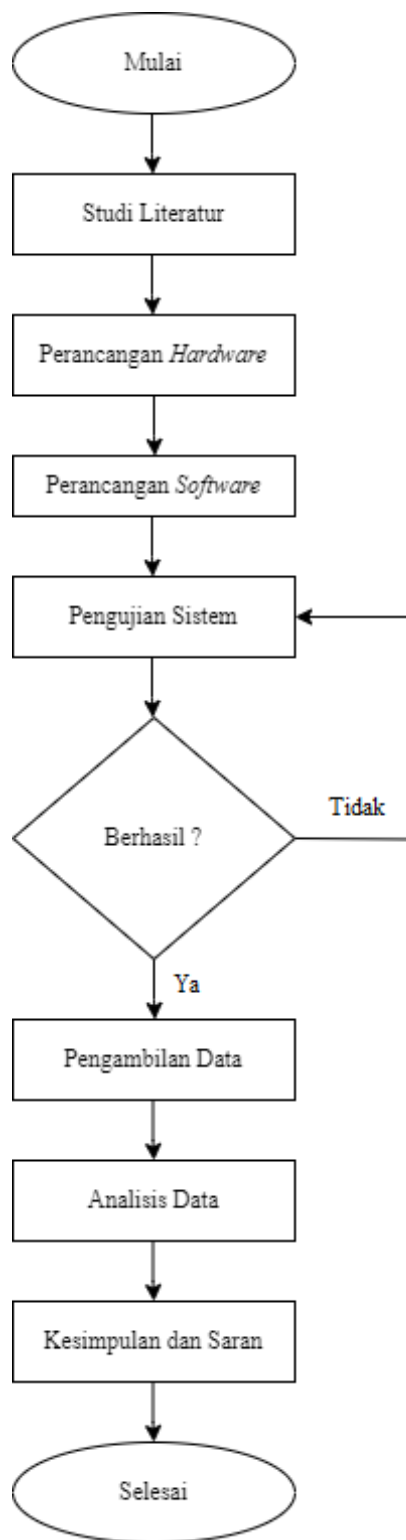 Mulai
Studi Literatur
Perancangan Hardware
Perancangan Software
Pengujian Sistem
Berhasil ?
Tidak
Ya
Pengambilan Data
Analisis Data
Kesimpulan dan Saran
Selesai